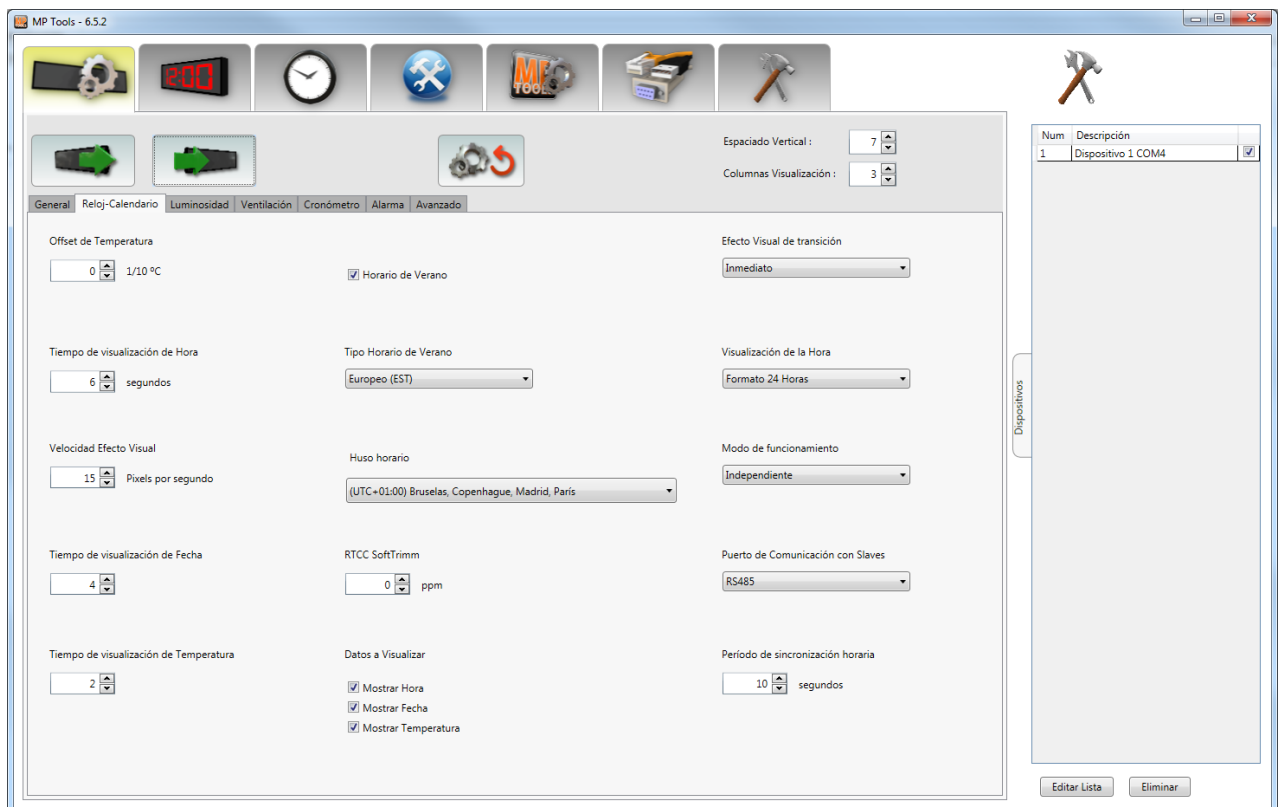 MP Tools - 6.5.2
12:00
MP
TOOLS
Espaciado Vertical :
7
Columnas Visualización :
3
General
Reloj-Calendario
Luminosidad
Ventilación
Cronómetro
Alarma
Avanzado
Offset de Temperatura
0
1/10 ºC
Horario de Verano
Efecto Visual de transición
Inmediato
Tiempo de visualización de Hora
6
segundos
Tipo Horario de Verano
Europeo (EST)
Visualización de la Hora
Formato 24 Horas
Velocidad Efecto Visual
15
Pixels por segundo
Huso horario
(UTC+01:00) Bruselas, Copenhague, Madrid, París
Modo de funcionamiento
Independiente
Tiempo de visualización de Fecha
4
RTCC SoftTrimm
0
ppm
Puerto de Comunicación con Slaves
RS485
Tiempo de visualización de Temperatura
2
Datos a Visualizar
Mostrar Hora
Mostrar Fecha
Mostrar Temperatura
Período de sincronización horaria
10
segundos
Dispositivos
Num
Descripción
1
Dispositivo 1 COM4
Editar Lista
Eliminar